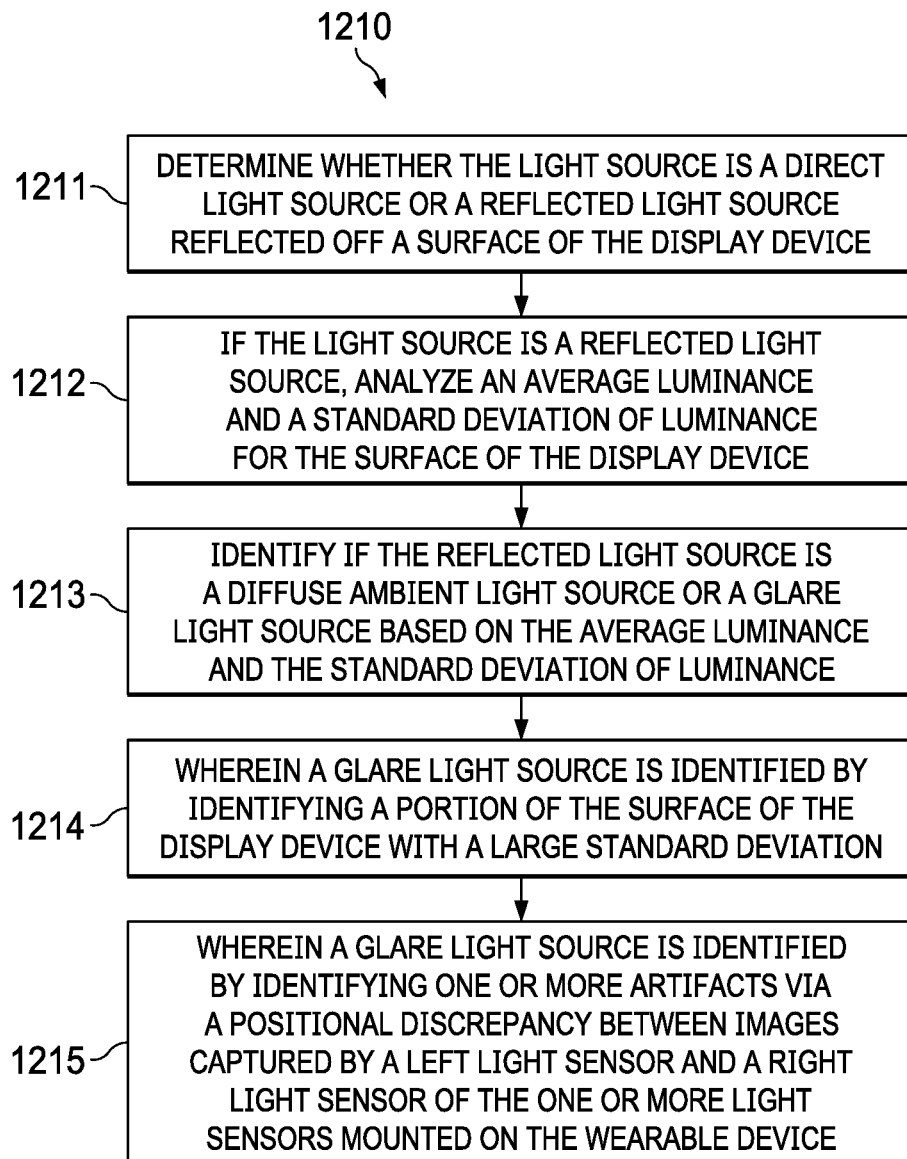 1210
1211
DETERMINE WHETHER THE LIGHT SOURCE IS A DIRECT
LIGHT SOURCE OR A REFLECTED LIGHT SOURCE
REFLECTED OFF A SURFACE OF THE DISPLAY DEVICE
1212
IF THE LIGHT SOURCE IS A REFLECTED LIGHT
SOURCE, ANALYZE AN AVERAGE LUMINANCE
AND A STANDARD DEVIATION OF LUMINANCE
FOR THE SURFACE OF THE DISPLAY DEVICE
1213
IDENTIFY IF THE REFLECTED LIGHT SOURCE IS
A DIFFUSE AMBIENT LIGHT SOURCE OR A GLARE
LIGHT SOURCE BASED ON THE AVERAGE LUMINANCE
AND THE STANDARD DEVIATION OF LUMINANCE
1214
WHEREIN A GLARE LIGHT SOURCE IS IDENTIFIED BY
IDENTIFYING A PORTION OF THE SURFACE OF THE
DISPLAY DEVICE WITH A LARGE STANDARD DEVIATION
1215
WHEREIN A GLARE LIGHT SOURCE IS IDENTIFIED
BY IDENTIFYING ONE OR MORE ARTIFACTS VIA
A POSITIONAL DISCREPANCY BETWEEN IMAGES
CAPTURED BY A LEFT LIGHT SENSOR AND A RIGHT
LIGHT SENSOR OF THE ONE OR MORE LIGHT
SENSORS MOUNTED ON THE WEARABLE DEVICE